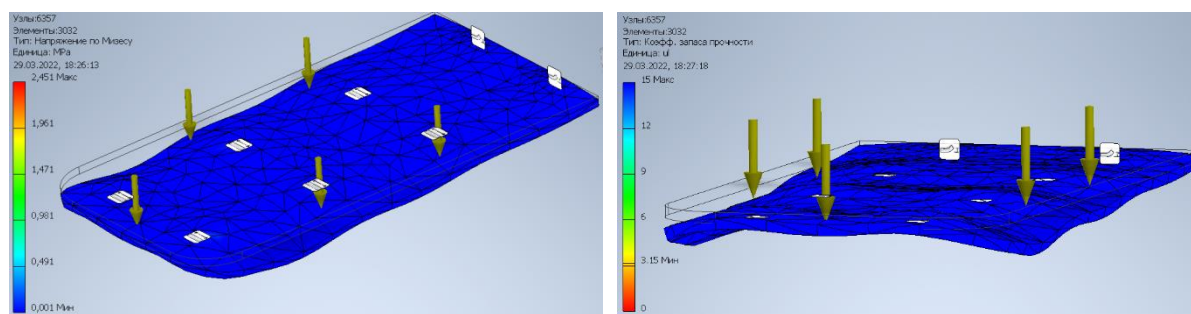 Узлы:6357
Элементы:3032
Тип: Напряжение по Мизесу
Единица: MPa
29.03.2022, 18:26:13
2,451 Макс
1,961
1,471
0,981
0,491
0,001 Мин
Узлы:6357
Элементы:3032
Тип: Коэфф. запаса прочности
Единица: ul
29.03.2022, 18:27:18
15 Макс
12
9
6
3.15 Мин
0